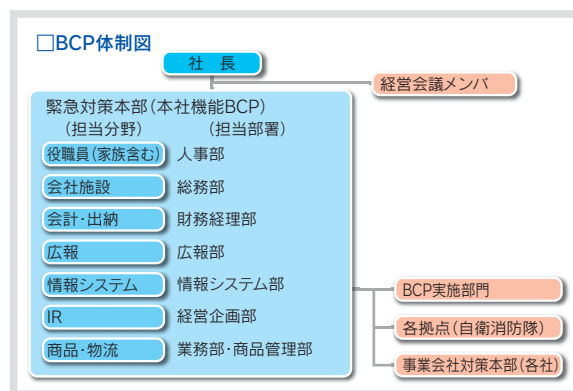 □BCP体制図
社 長
経営会議メンバ
緊急対策本部(本社機能BCP)
(担当分野) (担当部署)
役職員(家族含む) 人事部
会社施設 総務部
会計・出納 財務経理部
広報 広報部
情報システム 情報システム部
IR 経営企画部
商品・物流 業務部・商品管理部
BCP実施部門
各拠点(自衛消防隊)
事業会社対策本部(各社)